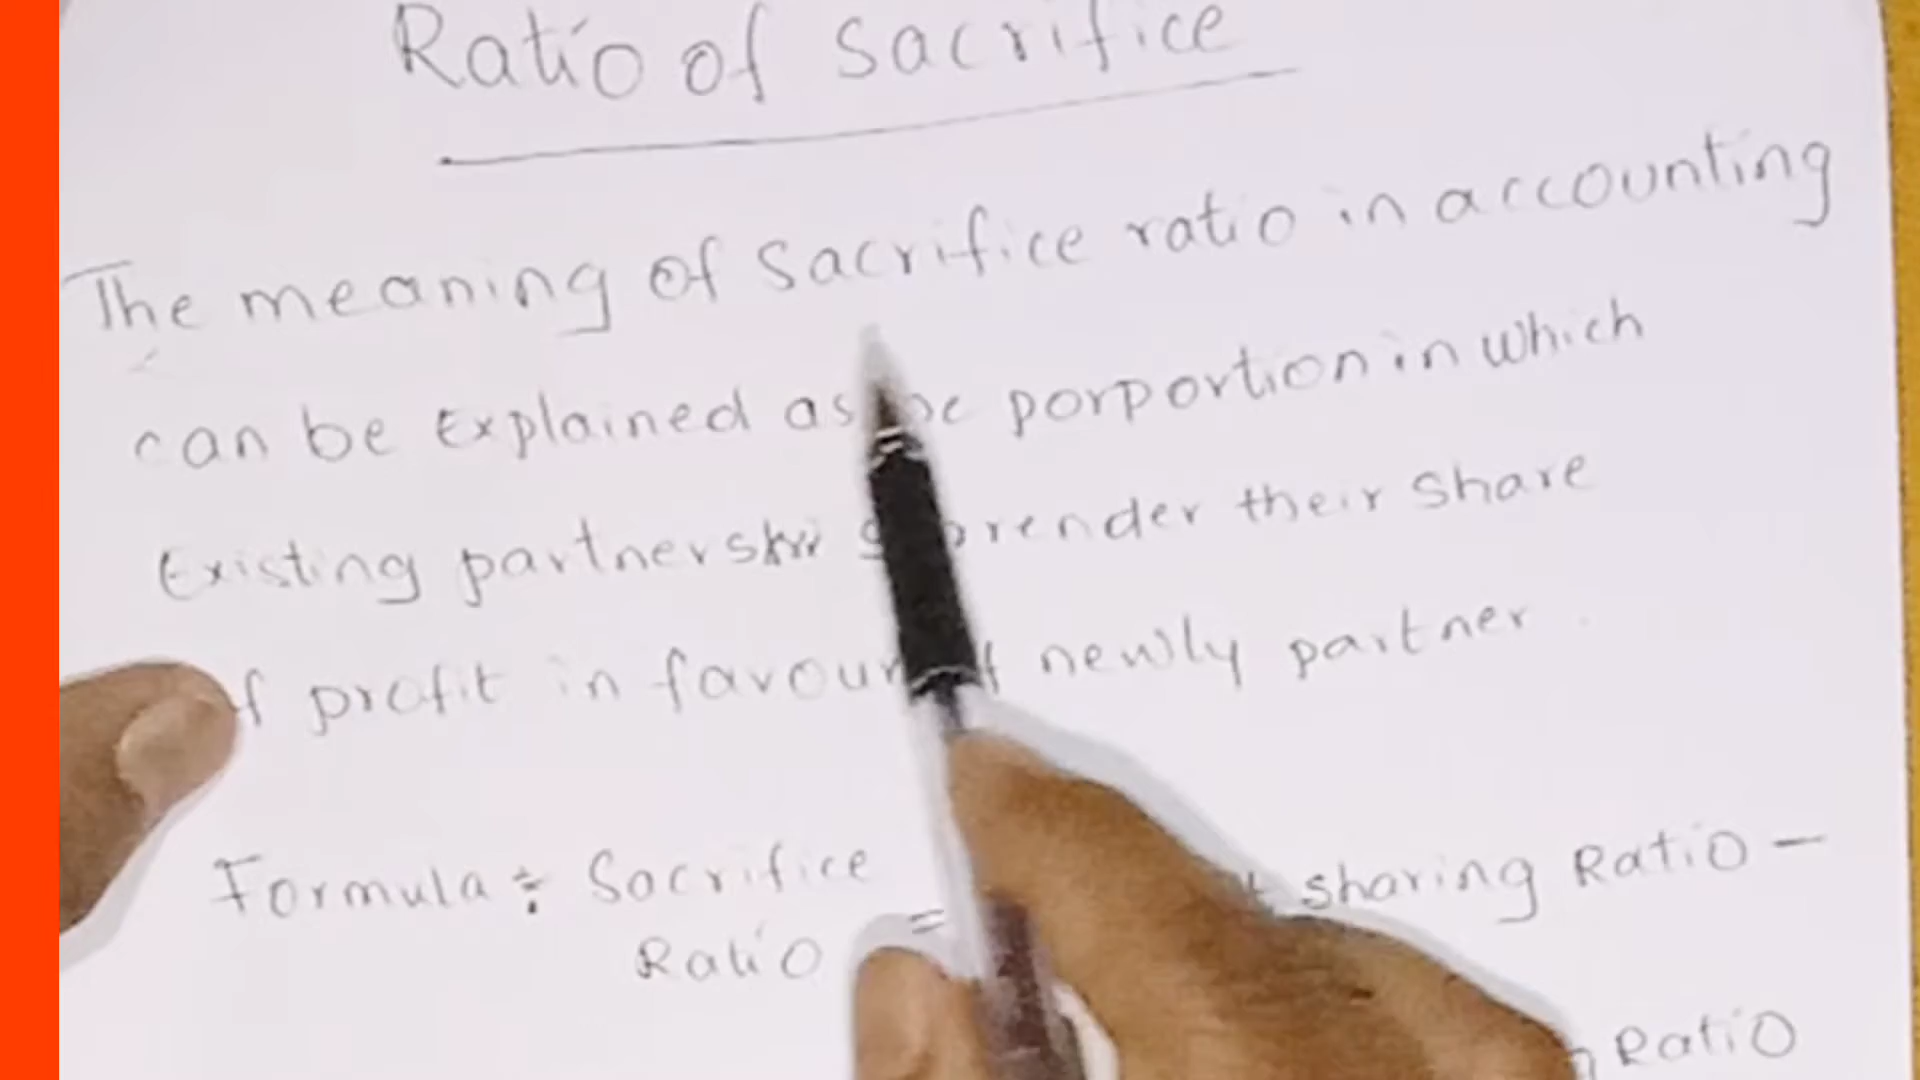 Ratio of Sacrifice
The meaning of Sacrifice ratio in accounting
can be Explained as porportion in which
Existing render their Share
profit in favour newly partner .
Formula ÷ Sacrifice sharing Ratio -
Ratio =
Ratio